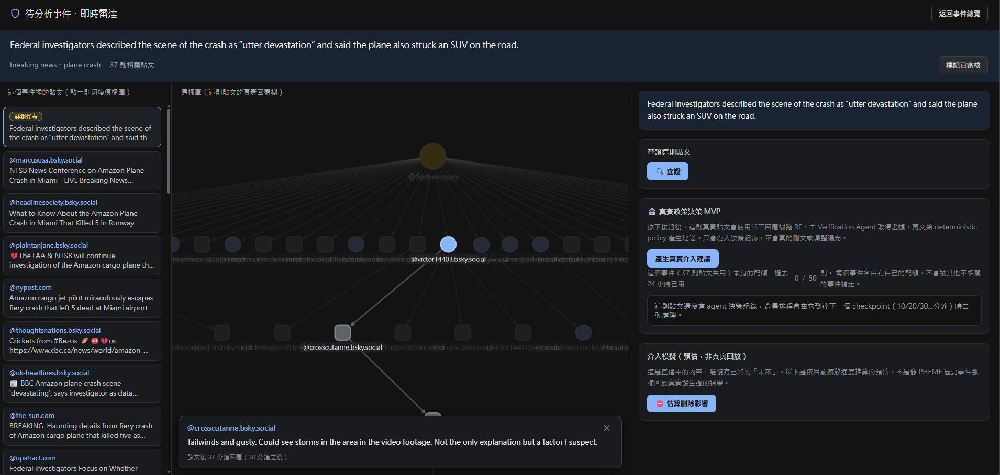 待分析事件・即時雷達
返回事件總覽
Federal investigators described the scene of the crash as “utter devastation” and said the plane also struck an SUV on the road.
breaking news、plane crash 37 則相關貼文
標記已審核
這個事件裡的貼文（點一則切換傳播圖）
群組代表
Federal investigators described the scene of
the crash as “utter devastation” and said th...
@marcususa.bsky.social
NTSB News Conference on Amazon Plane
Crash in Miami - LIVE Breaking News...
@headlinesociety.bsky.social
What to Know About the Amazon Plane
Crash in Miami That Killed 5 in Runway...
@plaintanjane.bsky.social
💔The FAA & NTSB will continue
investigation of the Amazon cargo plane th...
@nypost.com
Amazon cargo jet pilot miraculously escapes
fiery crash that left 5 dead at Miami airport
@thoughtsnations.bsky.social
Crickets from #Bezos. 💔us
https://www.cbc.ca/news/world/amazon-...
@uk-headlines.bsky.social
📰 BBC Amazon plane crash scene
'devastating', says investigator as data...
@the-sun.com
BREAKING: Haunting details from fiery crash
of Amazon cargo plane that killed five as...
@upstract.com
Federal Investigators Focus on Whether
傳播圖（這則貼文的真實回覆樹）
@forbes.com
@victor14403.bsky.social
@crosscutanne.bsky.social
@crosscutanne.bsky.social
Tailwinds and gusty. Could see storms in the area in the video footage. Not the only explanation but a factor I suspect.
發文後 37 分鐘回覆（30 分鐘之後）
Federal investigators described the scene of the crash as “utter devastation” and said the plane
also struck an SUV on the road.
查證這則貼文
🔍 查證
🤖 真實政策決策 MVP
按下按鈕後，這則真實貼文會使用當下回覆樹跑 RF、由 Verification Agent 取得證據，再交給 deterministic
policy 產生建議。只會寫入決策紀錄，不會真的刪文或調整曝光。
產生真實介入建議
這個事件（37 則貼文共用）本身的配額：過去
24 小時已用
0 / 50
則。 每個事件各自有自己的配額，不會被其他不相關
的事件搶走。
這則貼文還沒有 agent 決策紀錄，背景排程會在它到達下一個 checkpoint（10/20/30...分鐘）時自
動處理。
介入模擬（預估，非真實回放）
這是直播中的內容，還沒有已知的「未來」。以下是依目前擴散速度推算的預估，不是像 PHEME 歷史事件那
樣回放真實發生過的結果。
⛔ 估算刪除影響